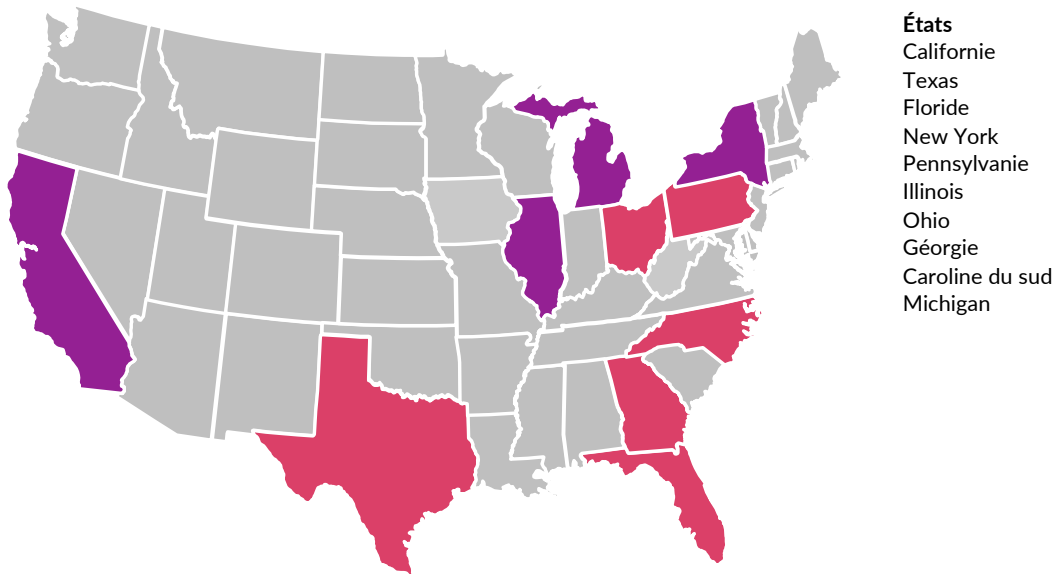 États
Californie
Texas
Floride
New York
Pennsylvanie
Illinois
Ohio
Géorgie
Caroline du sud
Michigan